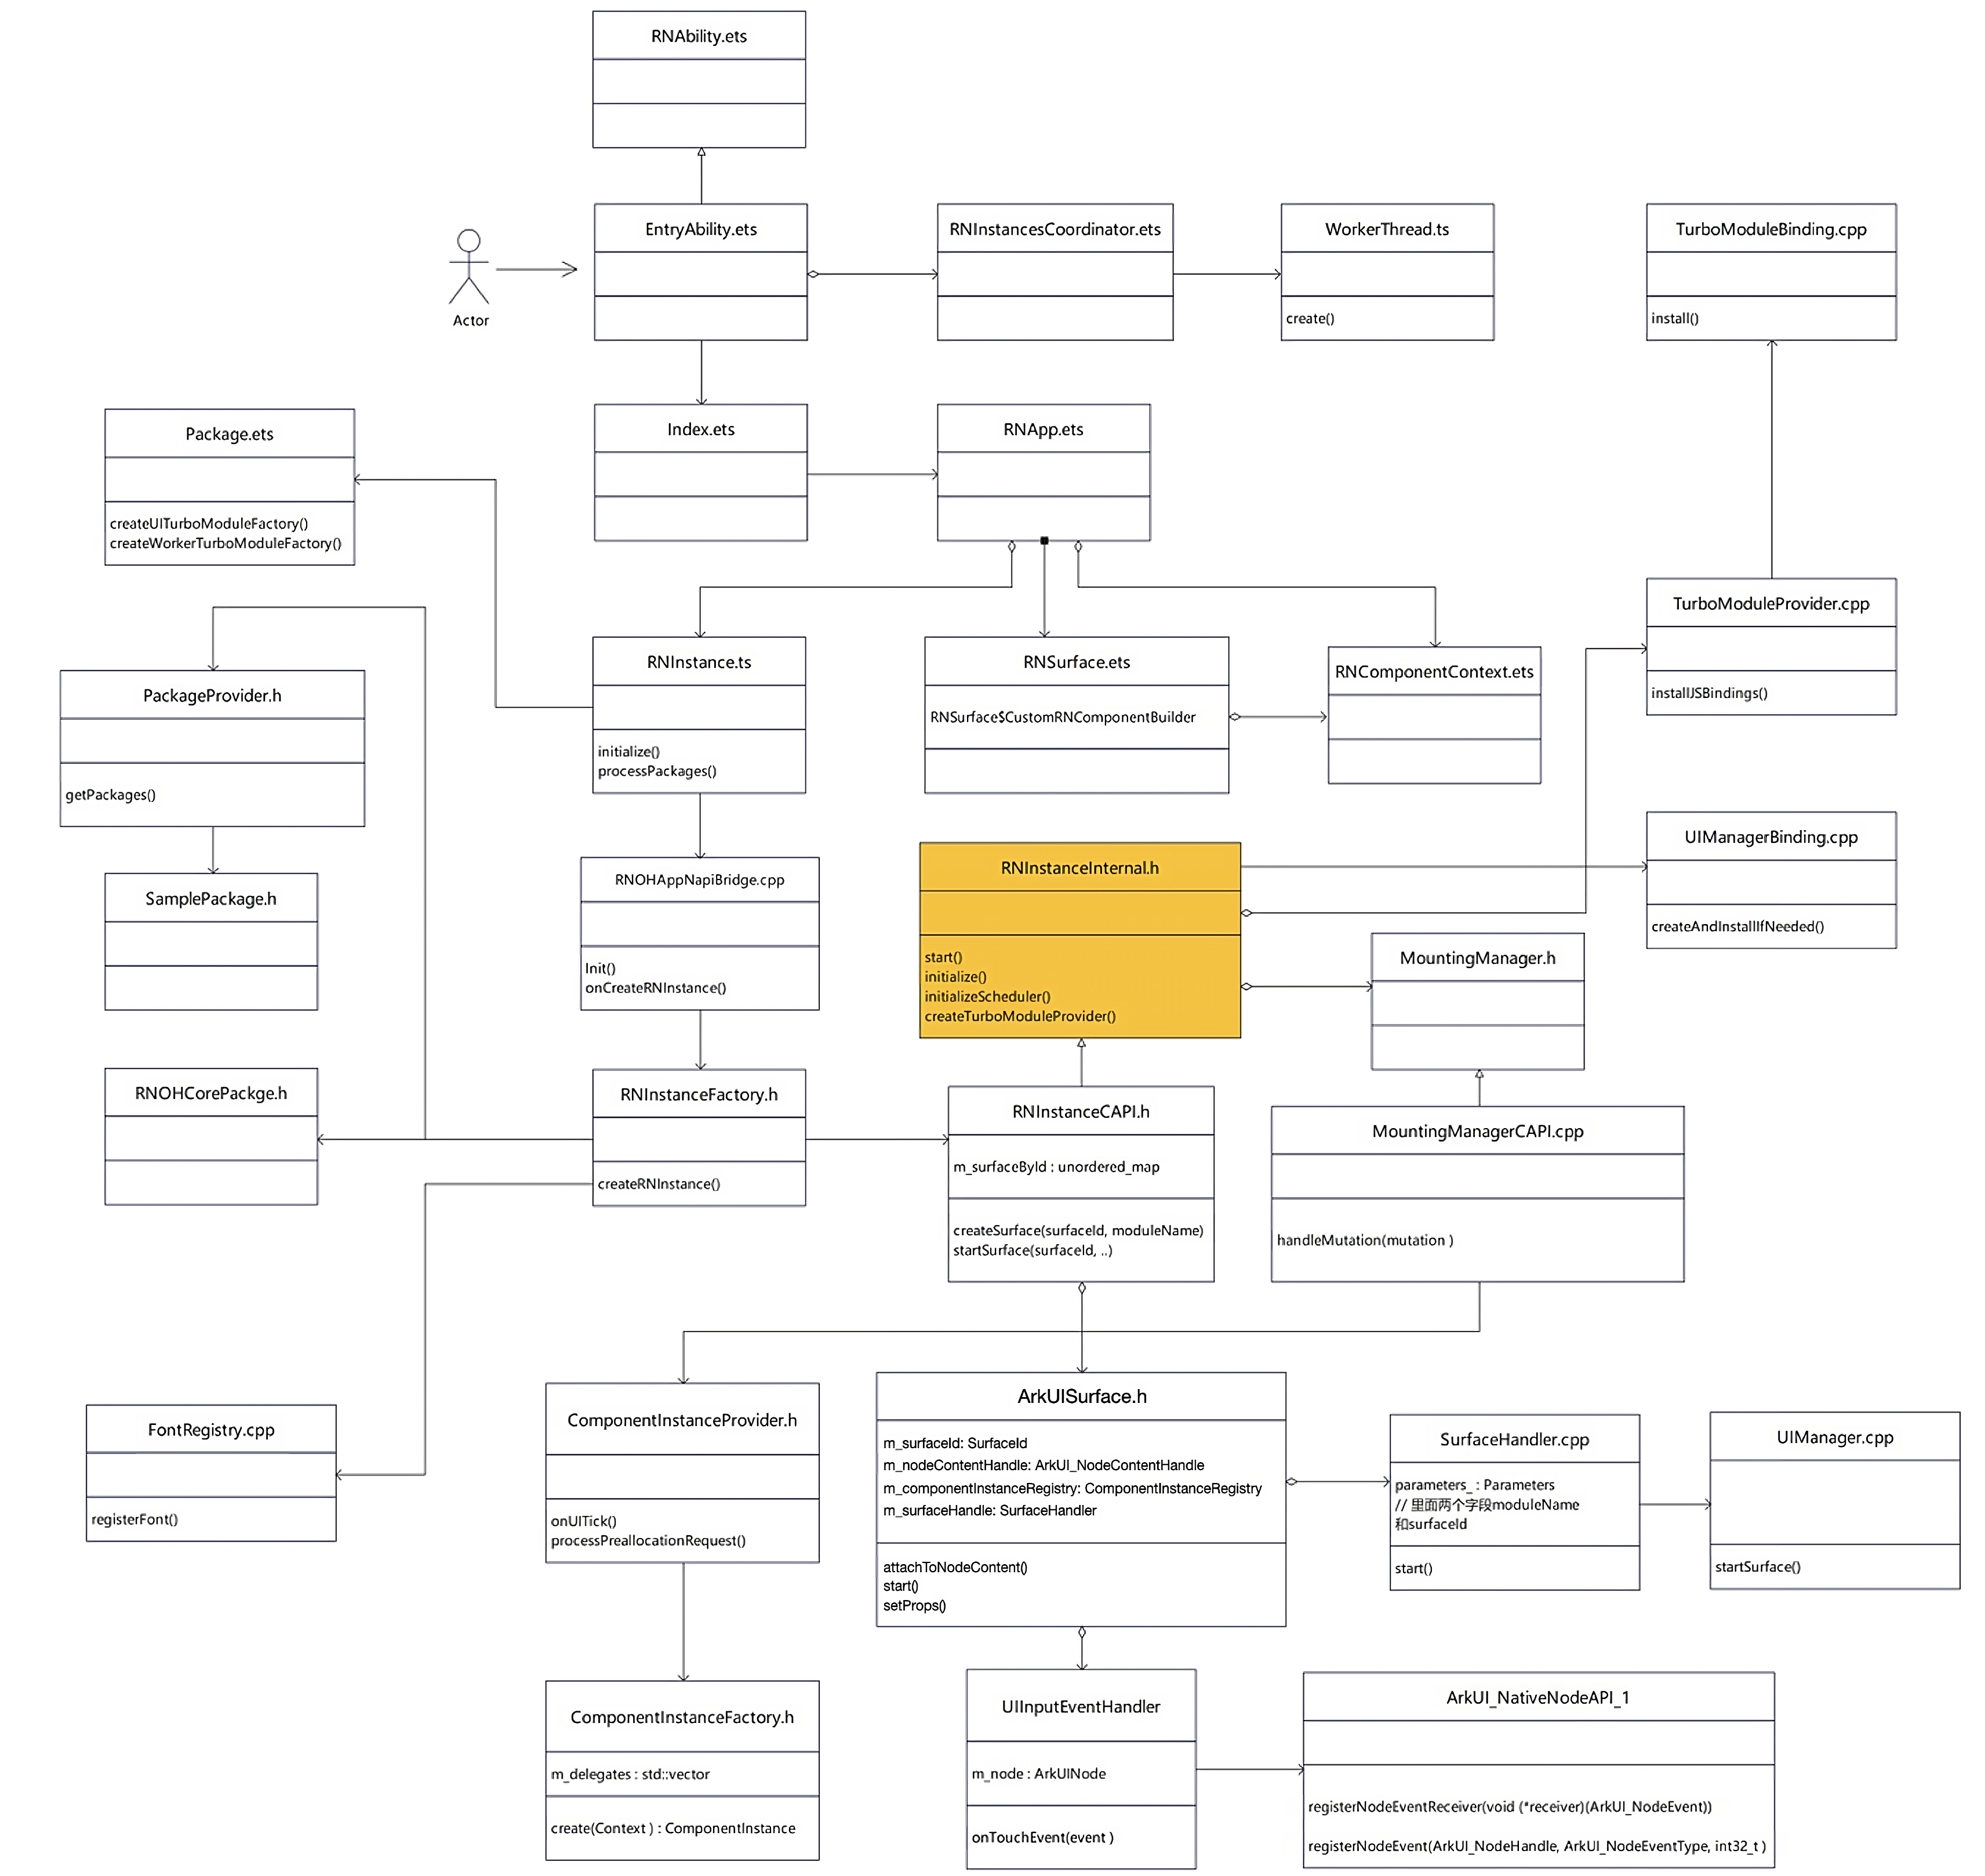 RNAbility.ets
EntryAbility.ets
RNInstancesCoordinator.ets
WorkerThread.ts
create()
TurboModuleBinding.cpp
install()
Actor
Package.ets
createUITurboModuleFactory()
createWorkerTurboModuleFactory()
Index.ets
RNApp.ets
TurboModuleProvider.cpp
installJSBindings()
PackageProvider.h
getPackages()
RNInstance.ts
initialize()
processPackages()
RNSurface.ets
RNSurface$CustomRNComponentBuilder
RNComponentContext.ets
SamplePackage.h
RNOHAppNapiBridge.cpp
Init()
onCreateRNInstance()
RNInstanceInternal.h
start()
initialize()
initializeScheduler()
createTurboModuleProvider()
UIManagerBinding.cpp
createAndInstallIfNeeded()
MountingManager.h
RNOHCorePackge.h
RNInstanceFactory.h
createRNInstance()
RNInstanceCAPI.h
m_surfaceById : unordered_map
createSurface(surfaceId, moduleName)
startSurface(surfaceId, ..)
MountingManagerCAPI.cpp
handleMutation(mutation )
FontRegistry.cpp
registerFont()
ComponentInstanceProvider.h
onUITick()
processPreallocationRequest()
ArkUISurface.h
m_surfaceId: SurfaceId
m_nodeContentHandle: ArkUI_NodeContentHandle
m_componentInstanceRegistry: ComponentInstanceRegistry
m_surfaceHandle: SurfaceHandler
attachToNodeContent()
start()
setProps()
SurfaceHandler.cpp
parameters_ : Parameters
// 里面两个字段moduleName
和surfaceId
start()
UIManager.cpp
startSurface()
ComponentInstanceFactory.h
m_delegates : std::vector
create(Context ) : ComponentInstance
UIInputEventHandler
m_node : ArkUINode
onTouchEvent(event )
ArkUI_NativeNodeAPI_1
registerNodeEventReceiver(void (*receiver)(ArkUI_NodeEvent))
registerNodeEvent(ArkUI_NodeHandle, ArkUI_NodeEventType, int32_t )